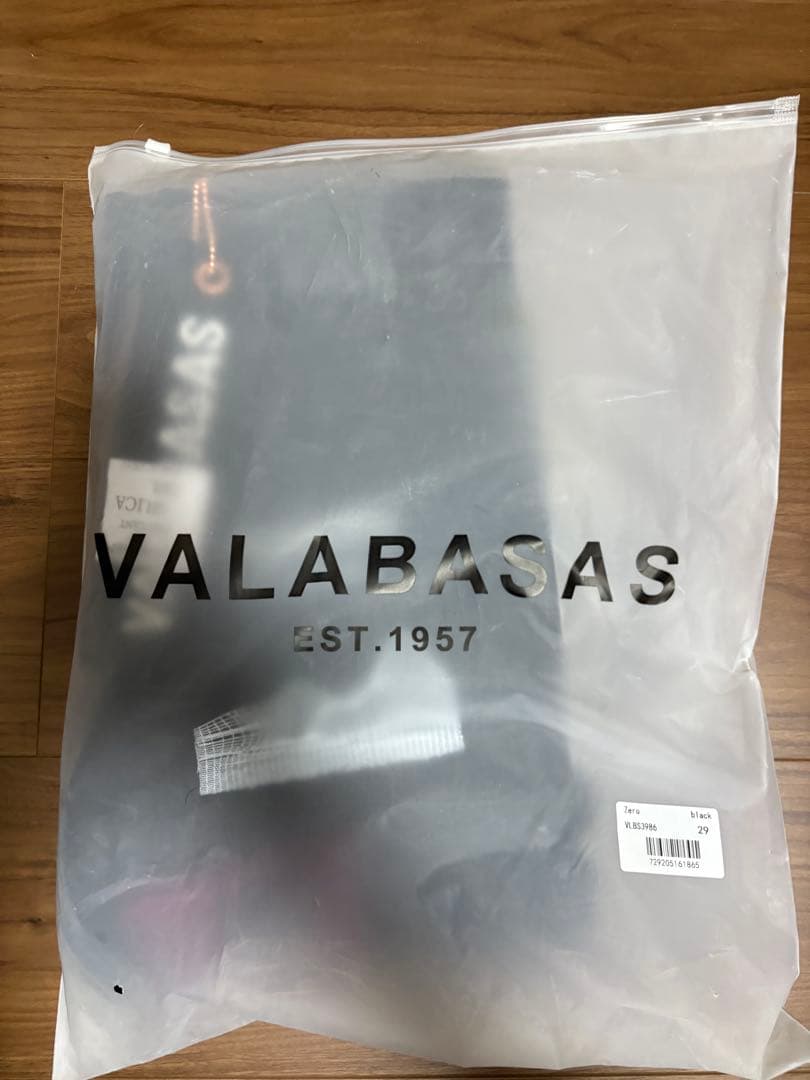 VALABASAS
EST.1957
Zero black
VLBS3986 29
729205161865